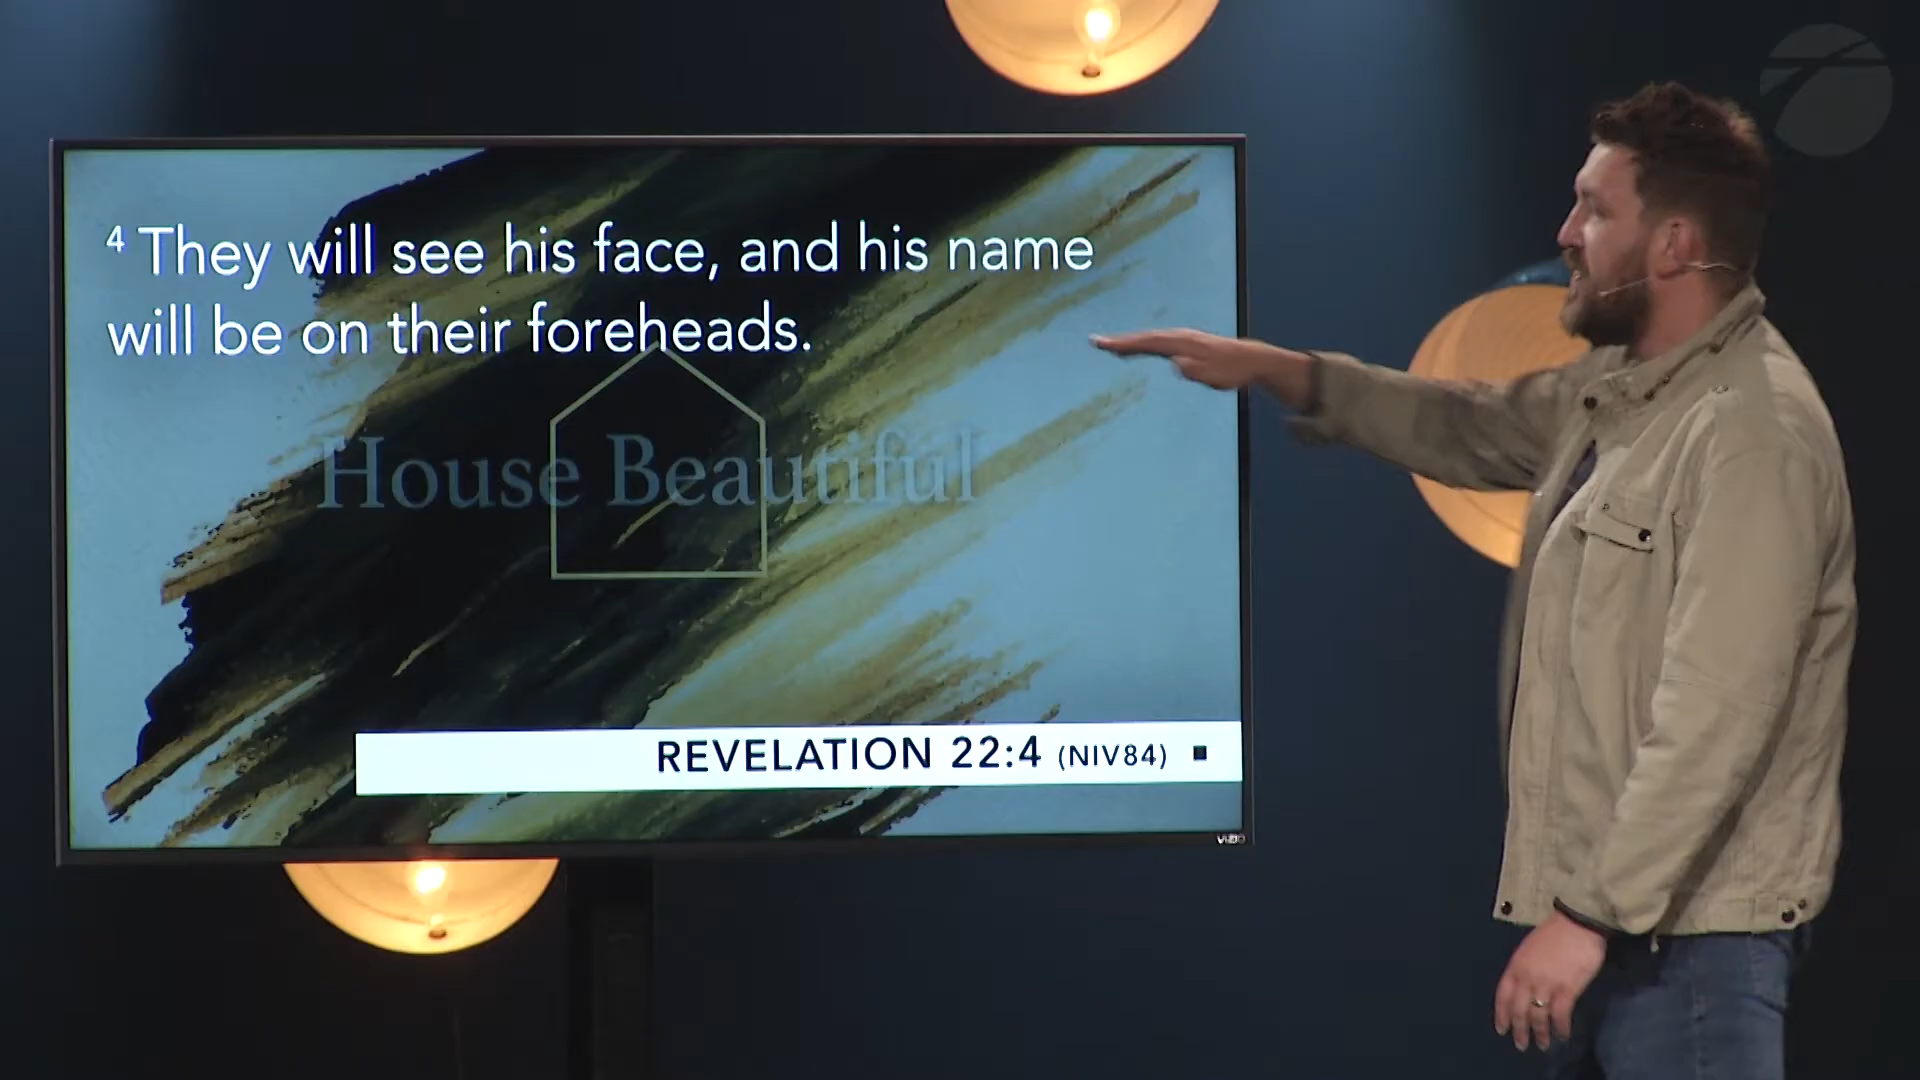 4 They will see his face, and his name
will be on their foreheads.
House Beautiful
REVELATION 22:4 (NIV84)
VIZIO